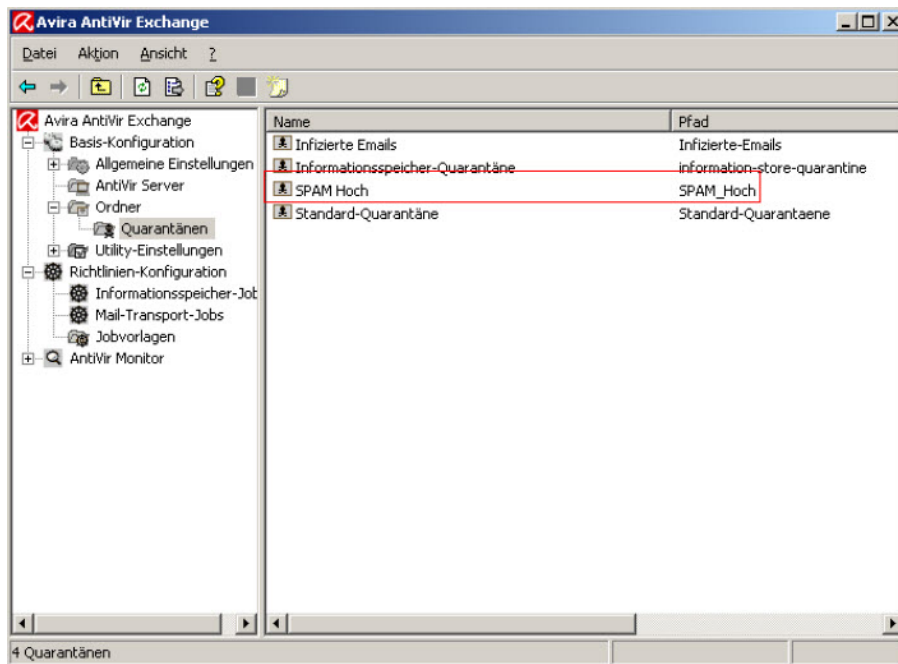 Avira AntiVir Exchange
Datei Aktion Ansicht ?
Avira AntiVir Exchange
Basis-Konfiguration
Allgemeine Einstellungen
AntiVir Server
Ordner
Quarantänen
Utility-Einstellungen
Richtlinien-Konfiguration
Informationsspeicher-Job
Mail-Transport-Jobs
Jobvorlagen
AntiVir Monitor
Name Pfad
Infizierte Emails Infizierte-Emails
Informationsspeicher-Quarantäne information-store-quarantine
SPAM Hoch SPAM_Hoch
Standard-Quarantäne Standard-Quarantaene
4 Quarantänen